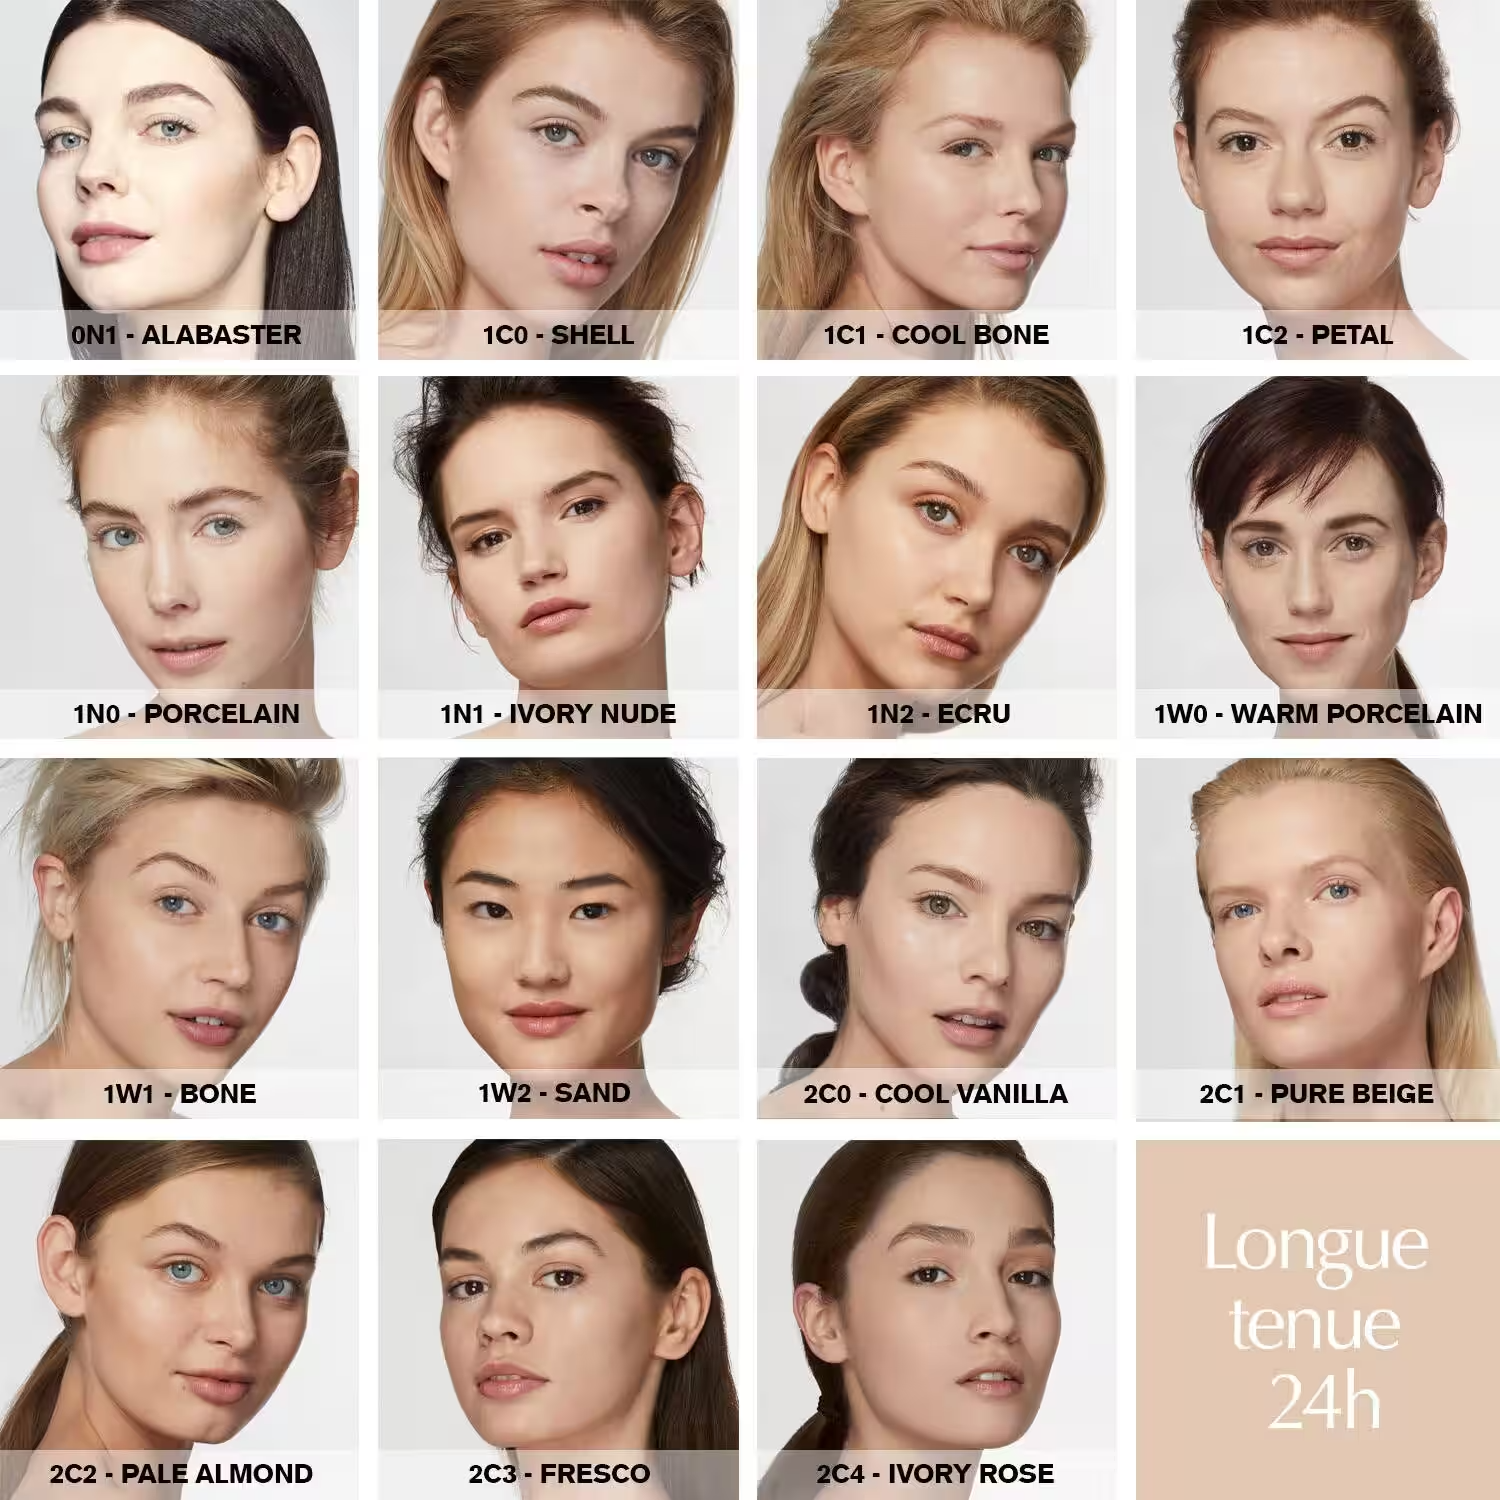 0N1 - ALABASTER
1C0 - SHELL
1C1 - COOL BONE
1C2 - PETAL
1N0 - PORCELAIN
1N1 - IVORY NUDE
1N2 - ECRU
1W0 - WARM PORCELAIN
1W1 - BONE
1W2 - SAND
2C0 - COOL VANILLA
2C1 - PURE BEIGE
2C2 - PALE ALMOND
2C3 - FRESCO
2C4 - IVORY ROSE
Longue
tenue
24h